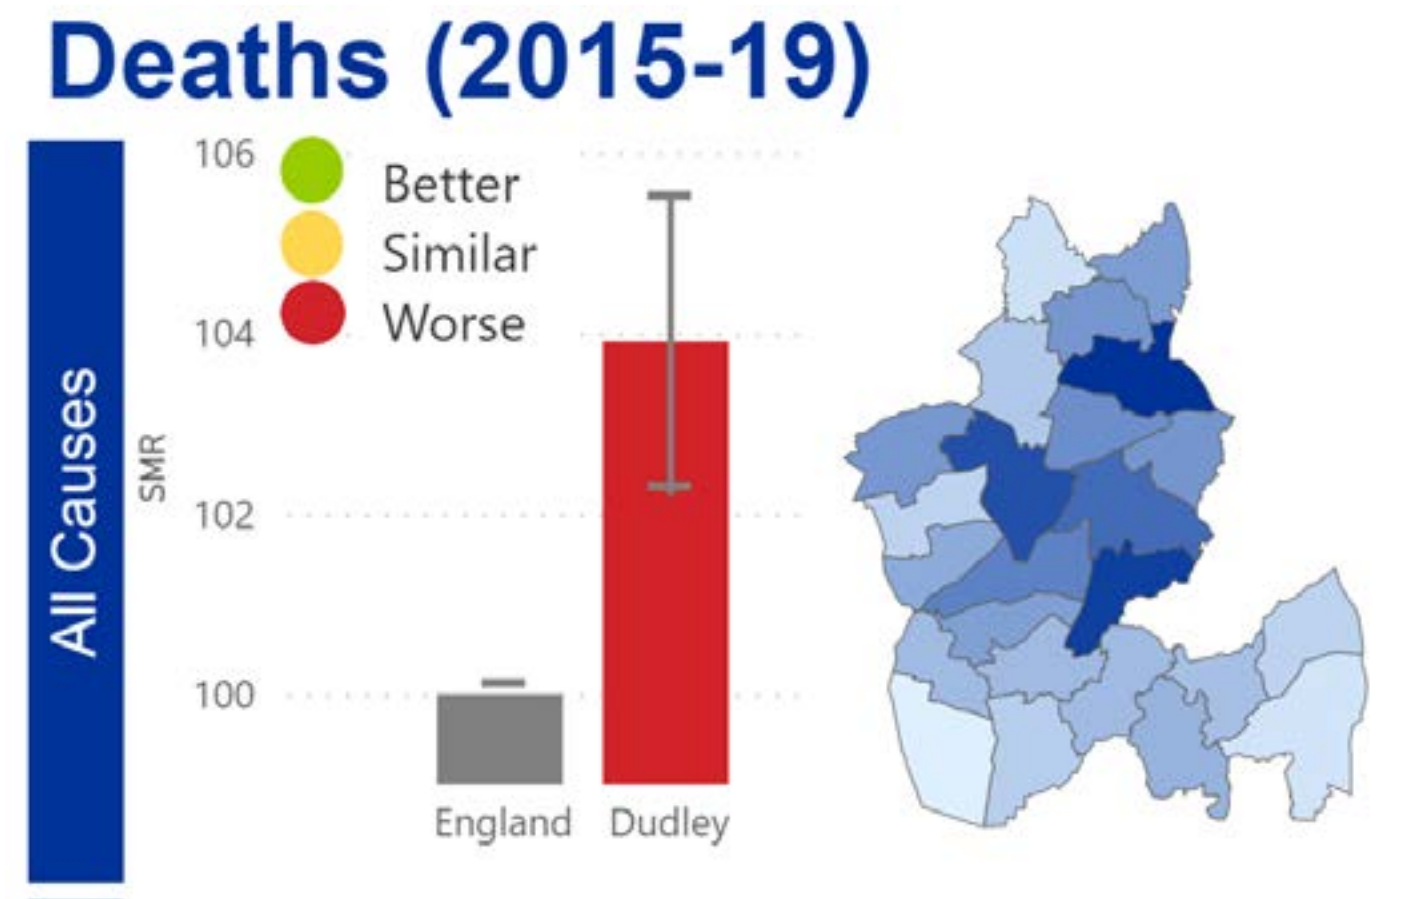 Deaths (2015-19)
All Causes
SMR
106
104
102
100
Better
Similar
Worse
England
Dudley